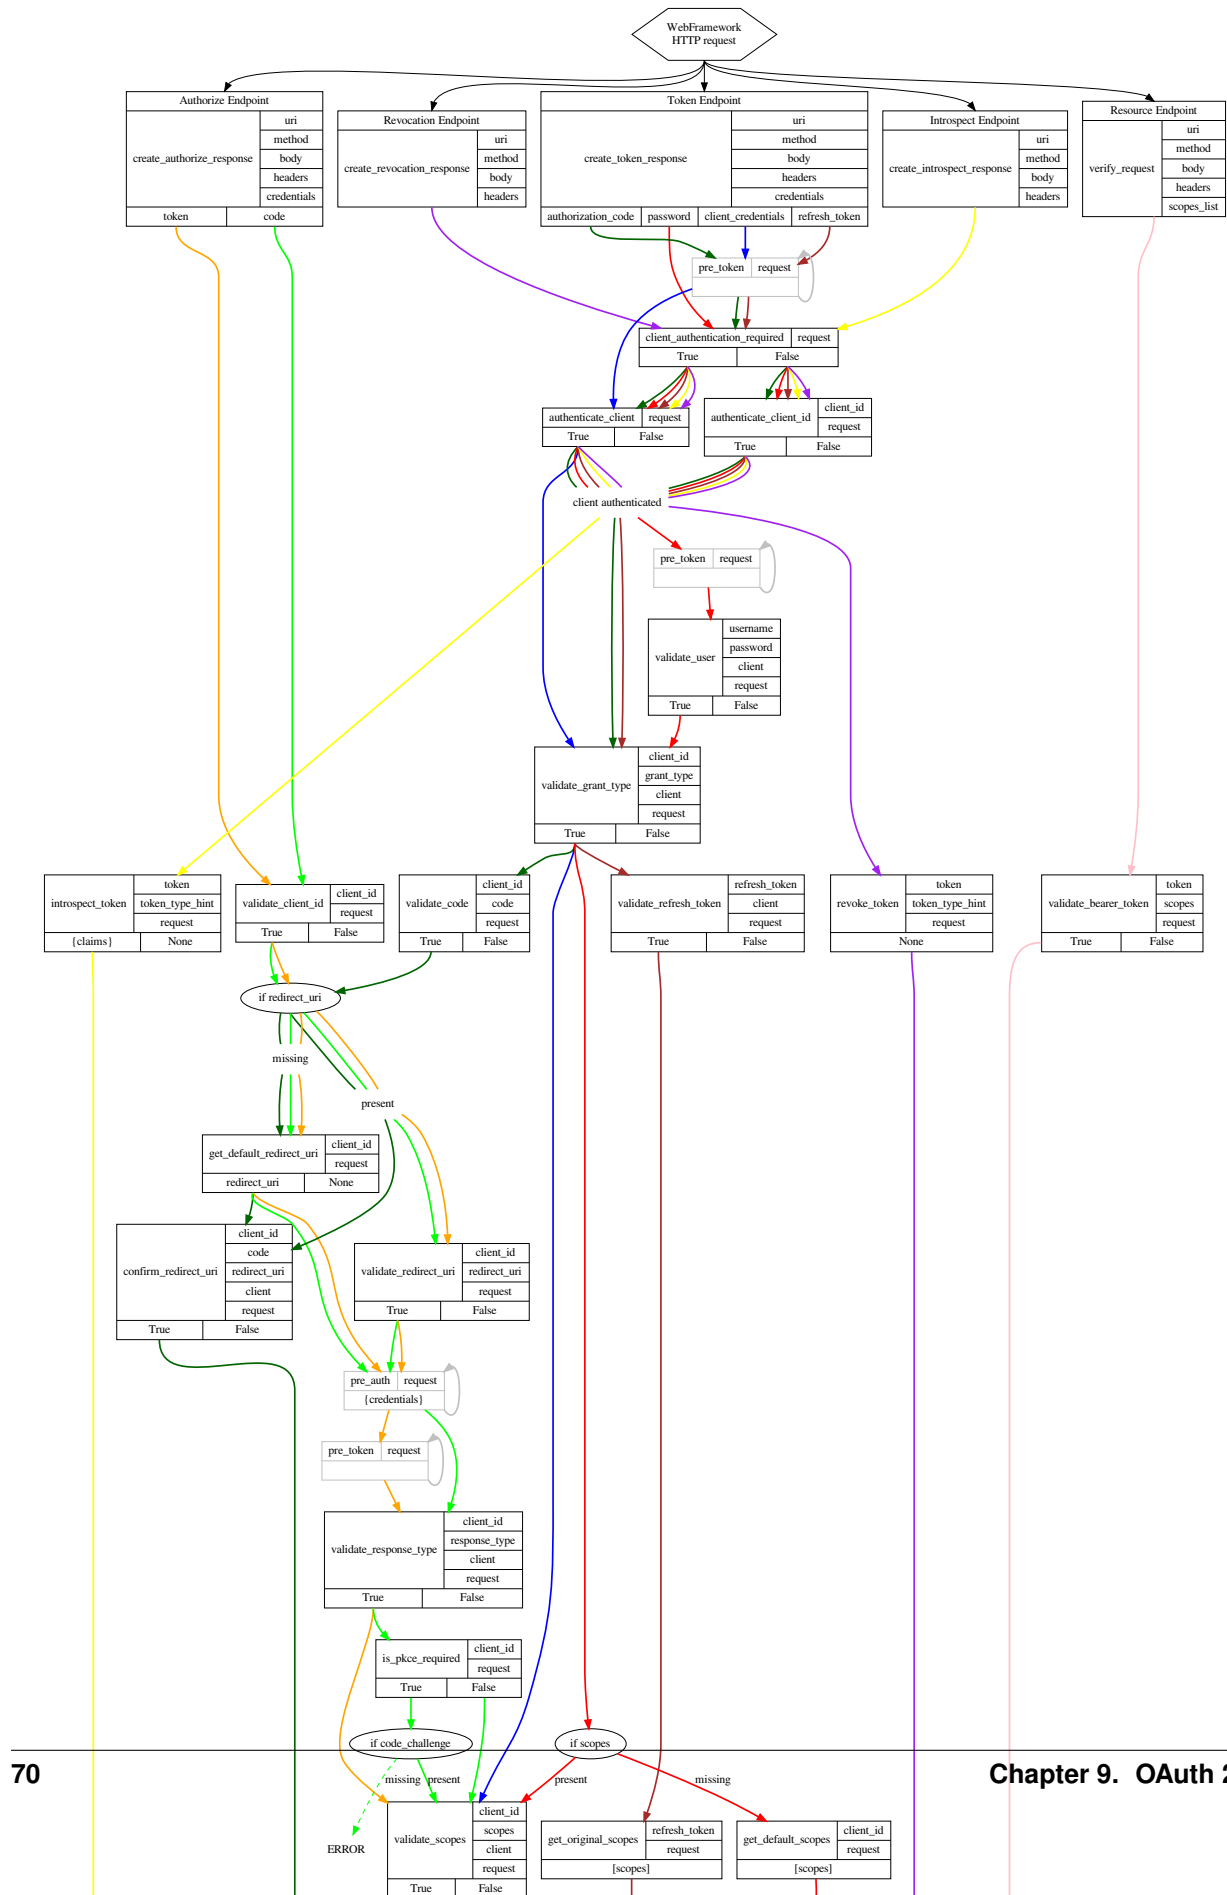 WebFramework
HTTP request
Authorize Endpoint
create_authorize_response
uri
method
body
headers
credentials
token
code
Revocation Endpoint
create_revocation_response
uri
method
body
headers
Token Endpoint
create_token_response
uri
method
body
headers
credentials
authorization_code
password
client_credentials
refresh_token
Introspect Endpoint
create_introspect_response
uri
method
body
headers
Resource Endpoint
verify_request
uri
method
body
headers
scopes_list
pre_token
request
client_authentication_required
request
True
False
authenticate_client
request
True
False
authenticate_client_id
client_id
request
True
False
client authenticated
pre_token
request
validate_user
username
password
client
request
True
False
validate_grant_type
client_id
grant_type
client
request
True
False
introspect_token
token
token_type_hint
request
{claims}
None
validate_client_id
client_id
request
True
False
validate_code
client_id
code
request
True
False
validate_refresh_token
refresh_token
client
request
True
False
revoke_token
token
token_type_hint
request
None
validate_bearer_token
token
scopes
request
True
False
if redirect_uri
missing
present
get_default_redirect_uri
client_id
request
redirect_uri
None
confirm_redirect_uri
client_id
code
redirect_uri
client
request
True
False
validate_redirect_uri
client_id
redirect_uri
request
True
False
pre_auth
request
{credentials}
pre_token
request
validate_response_type
client_id
response_type
client
request
True
False
is_pkce_required
client_id
request
True
False
if code_challenge
if scopes
70
Chapter 9. OAuth 2
missing
present
present
missing
ERROR
validate_scopes
client_id
scopes
client
request
True
False
get_original_scopes
refresh_token
request
[scopes]
get_default_scopes
client_id
request
[scopes]